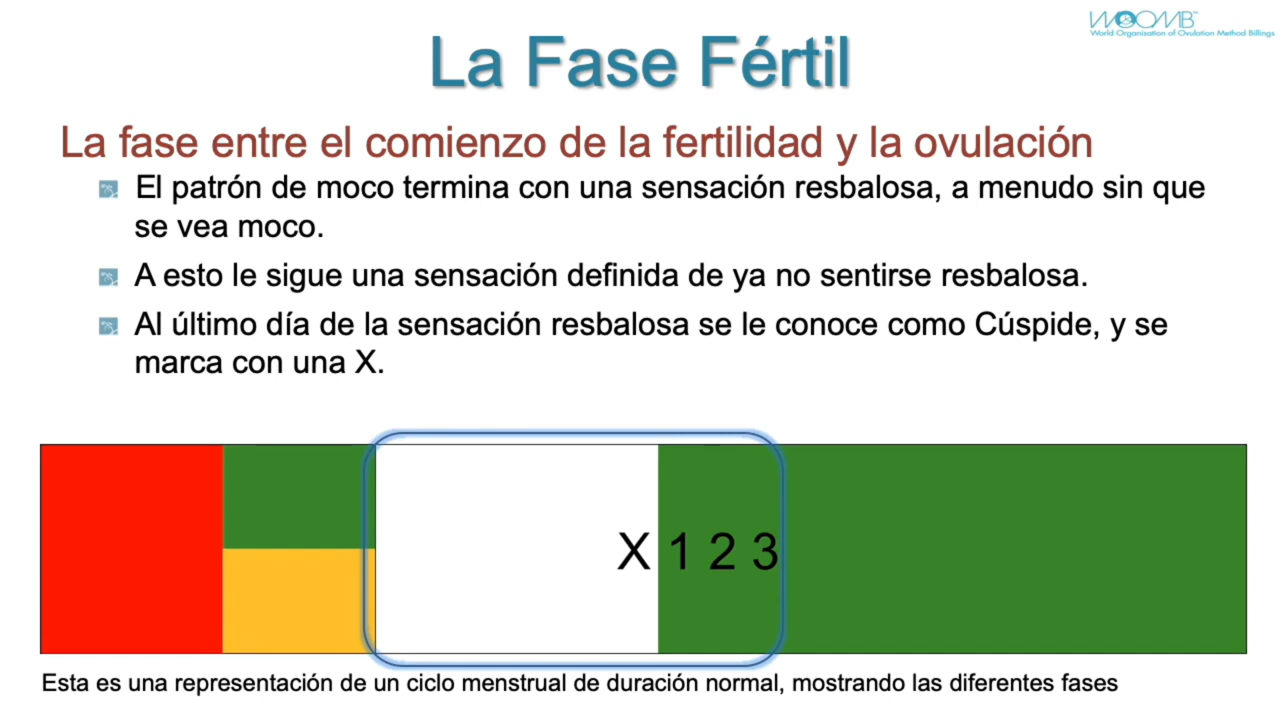 WOOMB™
World Organisation of Ovulation Method Billings
La Fase Fértil
La fase entre el comienzo de la fertilidad y la ovulación
El patrón de moco termina con una sensación resbalosa, a menudo sin que
se vea moco.
A esto le sigue una sensación definida de ya no sentirse resbalosa.
Al último día de la sensación resbalosa se le conoce como Cúspide, y se
marca con una X.
X 1 2 3
Esta es una representación de un ciclo menstrual de duración normal, mostrando las diferentes fases